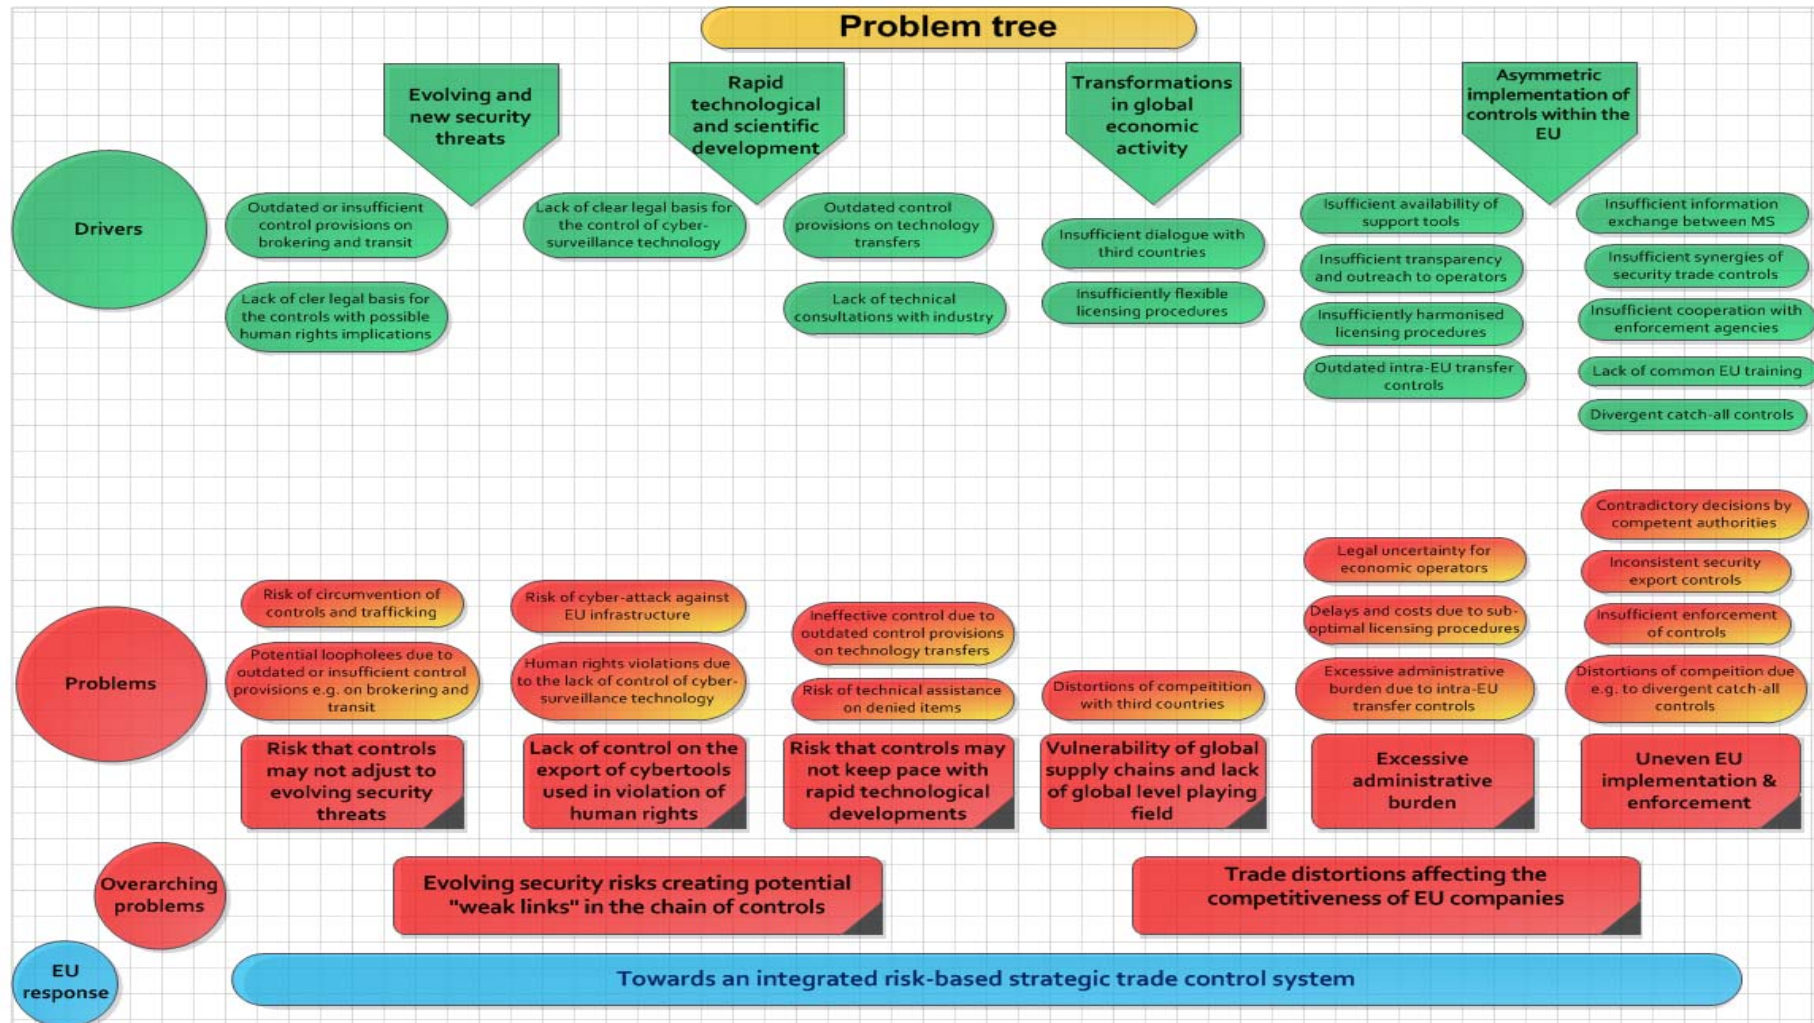 Problem tree
Evolving and
new security
threats
Rapid
technological
and scientific
development
Transformations
in global
economic
activity
Asymmetric
implementation of
controls within the
EU
Drivers
Outdated or insufficient
control provisions on
brokering and transit
Lack of cler legal basis for
the controls with possible
human rights implications
Lack of clear legal basis for
the control of cyber-
surveillance technology
Outdated control
provisions on technology
transfers
Lack of technical
consultations with industry
Insufficient dialogue with
third countries
Insufficiently flexible
licensing procedures
Isufficient availability of
support tools
Insufficient transparency
and outreach to operators
Insufficiently harmonised
licensing procedures
Outdated intra-EU transfer
controls
Insufficient information
exchange between MS
Insufficient synergies of
security trade controls
Insufficient cooperation with
enforcement agencies
Lack of common EU training
Divergent catch-all controls
Problems
Risk of circumvention of
controls and trafficking
Potential loopholees due to
outdated or insufficient control
provisions e.g. on brokering and
transit
Risk that controls
may not adjust to
evolving security
threats
Risk of cyber-attack against
EU infrastructure
Human rights violations due
to the lack of control of cyber-
surveillance technology
Lack of control on the
export of cybertools
used in violation of
human rights
Ineffective control due to
outdated control provisions
on technology transfers
Risk of technical assistance
on denied items
Risk that controls may
not keep pace with
rapid technological
developments
Distortions of compeitition
with third countries
Vulnerability of global
supply chains and lack
of global level playing
field
Legal uncertainty for
economic operators
Delays and costs due to sub-
optimal licensing procedures
Excessive administrative
burden due to intra-EU
transfer controls
Excessive
administrative
burden
Contradictory decisions by
competent authorities
Inconsistent security
export controls
Insufficient enforcement
of controls
Distortions of compeition due
e.g. to divergent catch-all
controls
Uneven EU
implementation &
enforcement
Overarching
problems
Evolving security risks creating potential
"weak links" in the chain of controls
Trade distortions affecting the
competitiveness of EU companies
EU
response
Towards an integrated risk-based strategic trade control system